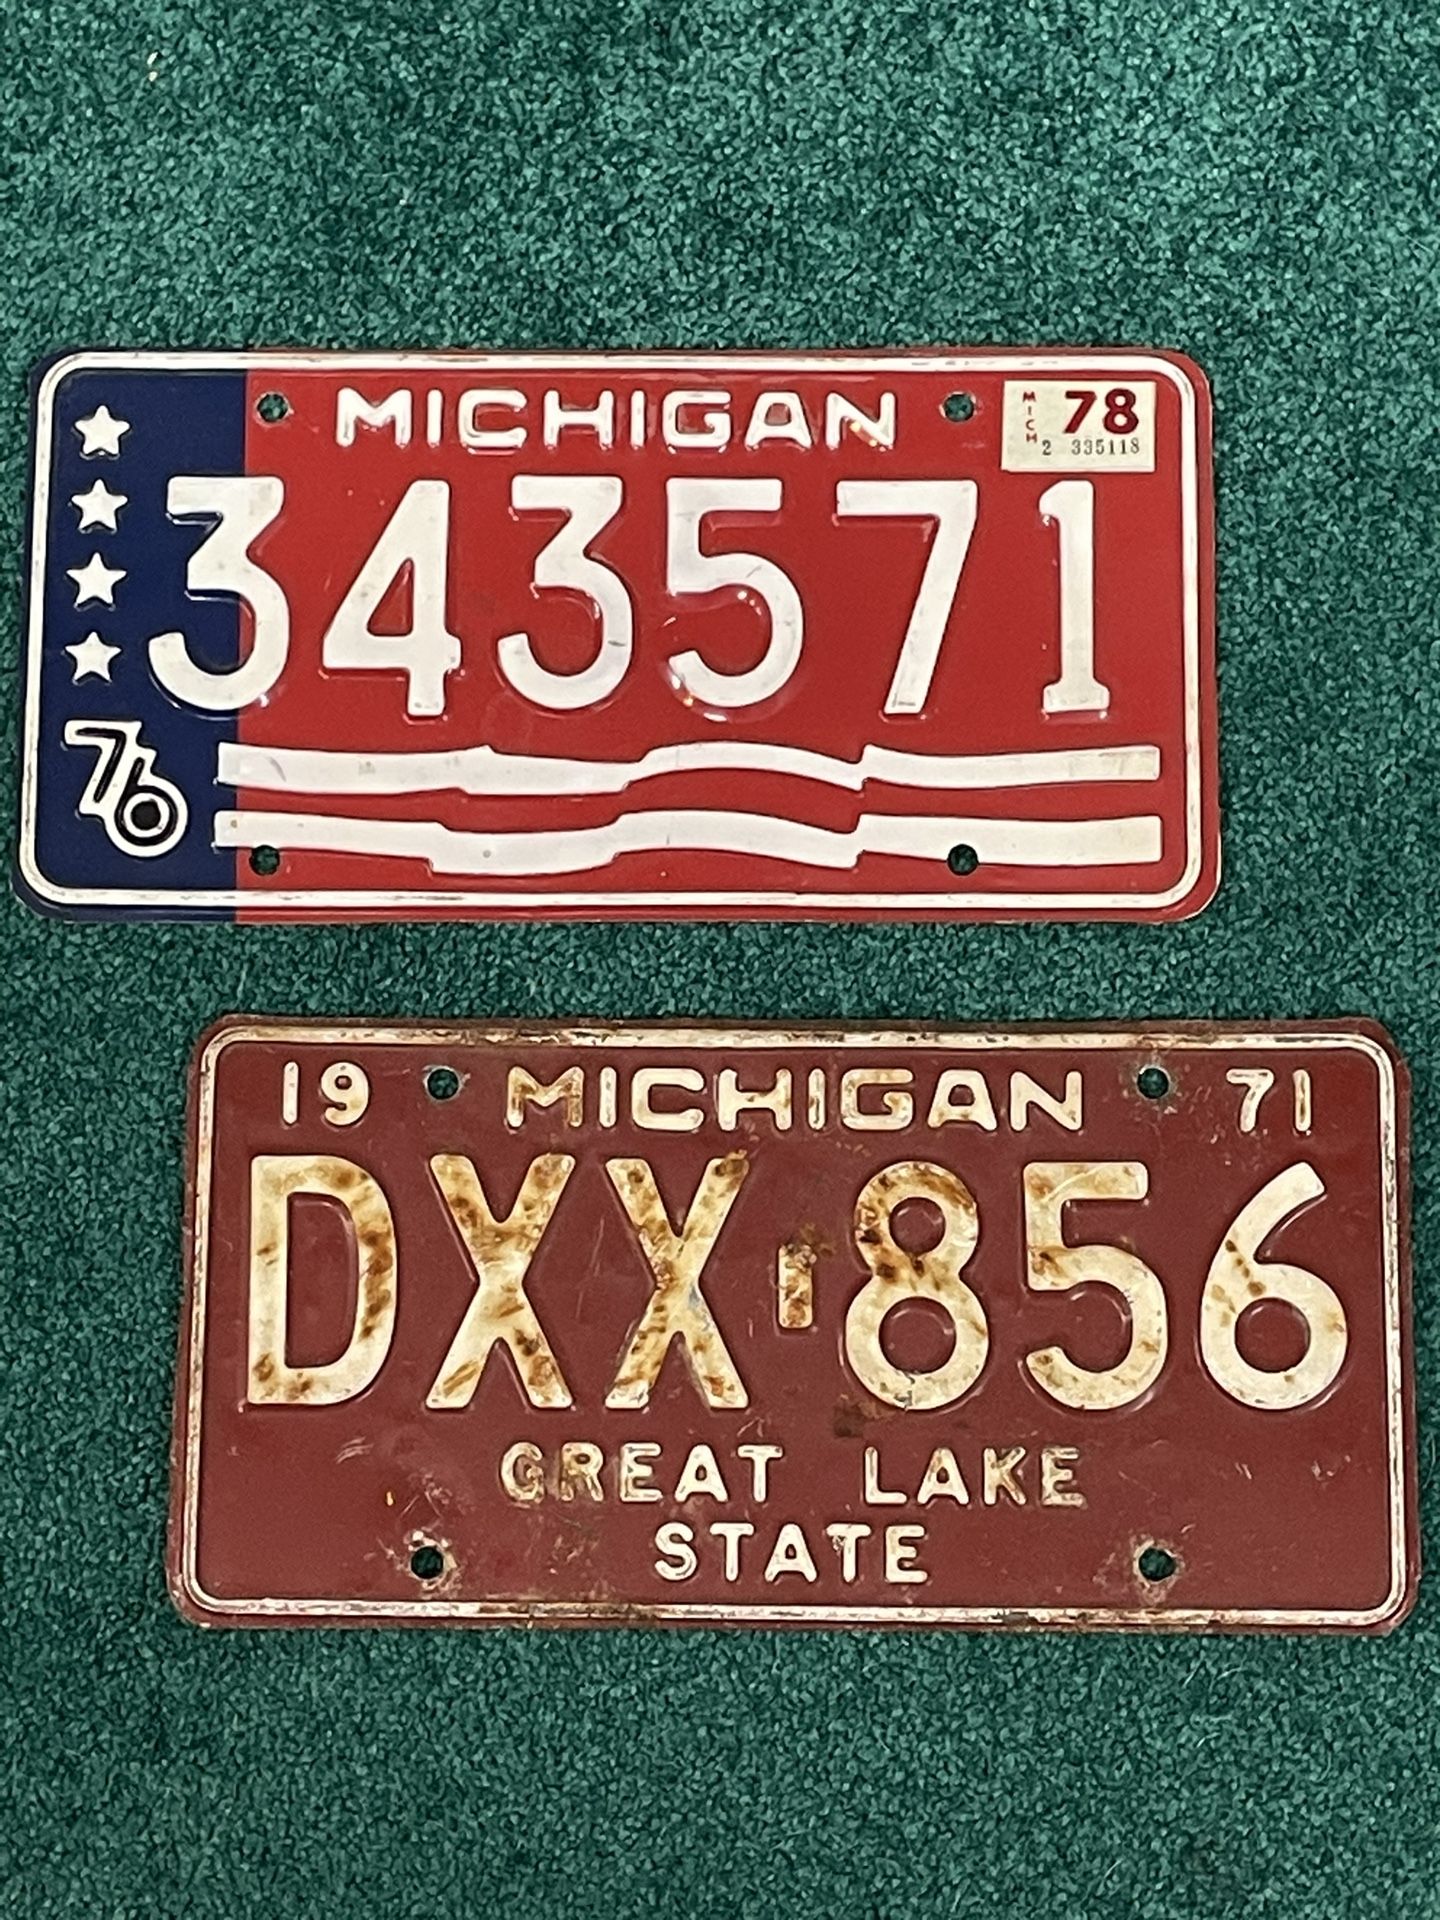 MICHIGAN
MICH 78
2 335118
343571
76
19 MICHIGAN 71
DXX-856
GREAT LAKE
STATE